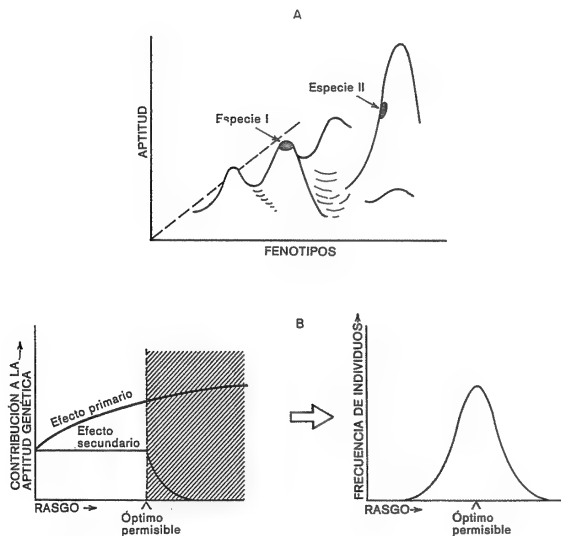 A
APTITUD
Especie I
Especie II
FENOTIPOS
B
CONTRIBUCIÓN A LA
APTITUD GENÉTICA
Efecto primario
Efecto
secundario
RASGO
Óptimo
permisible
FRECUENCIA DE INDIVIDUOS
RASGO
Óptimo
permisible